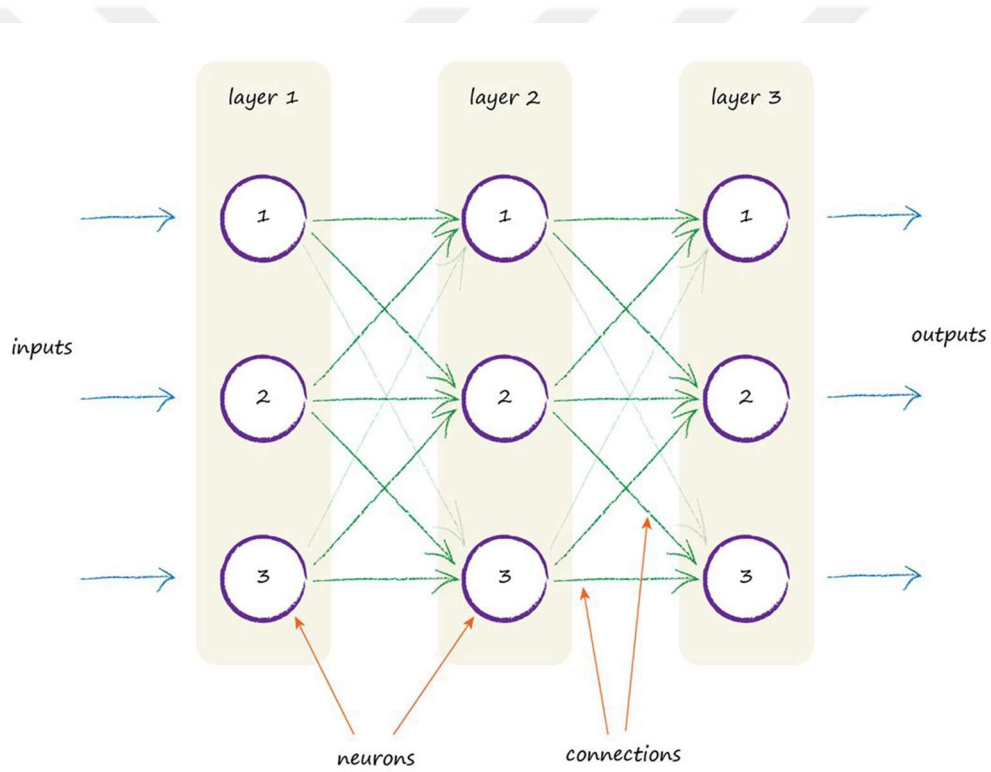 layer 1
layer 2
layer 3
1
1
1
inputs
outputs
2
2
2
3
3
3
neurons
connections